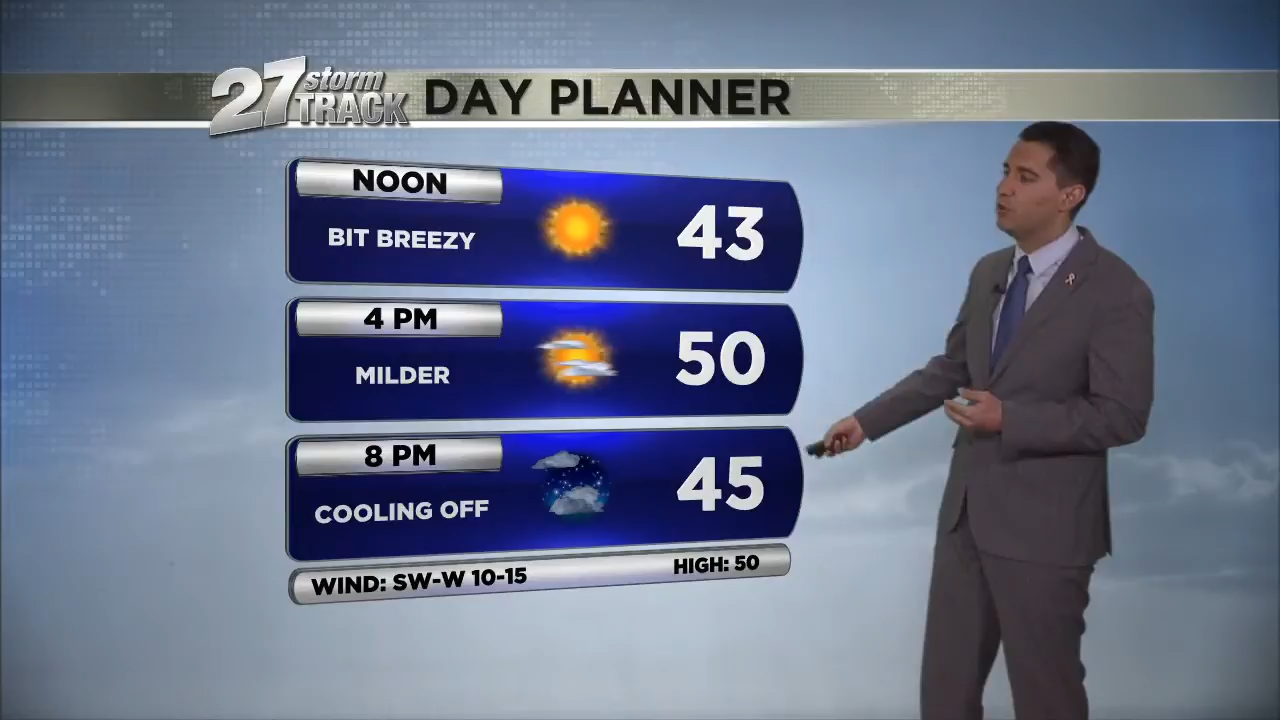 27 storm TRACK DAY PLANNER
NOON
BIT BREEZY
43
4 PM
MILDER
50
8 PM
COOLING OFF
45
WIND: SW-W 10-15
HIGH: 50